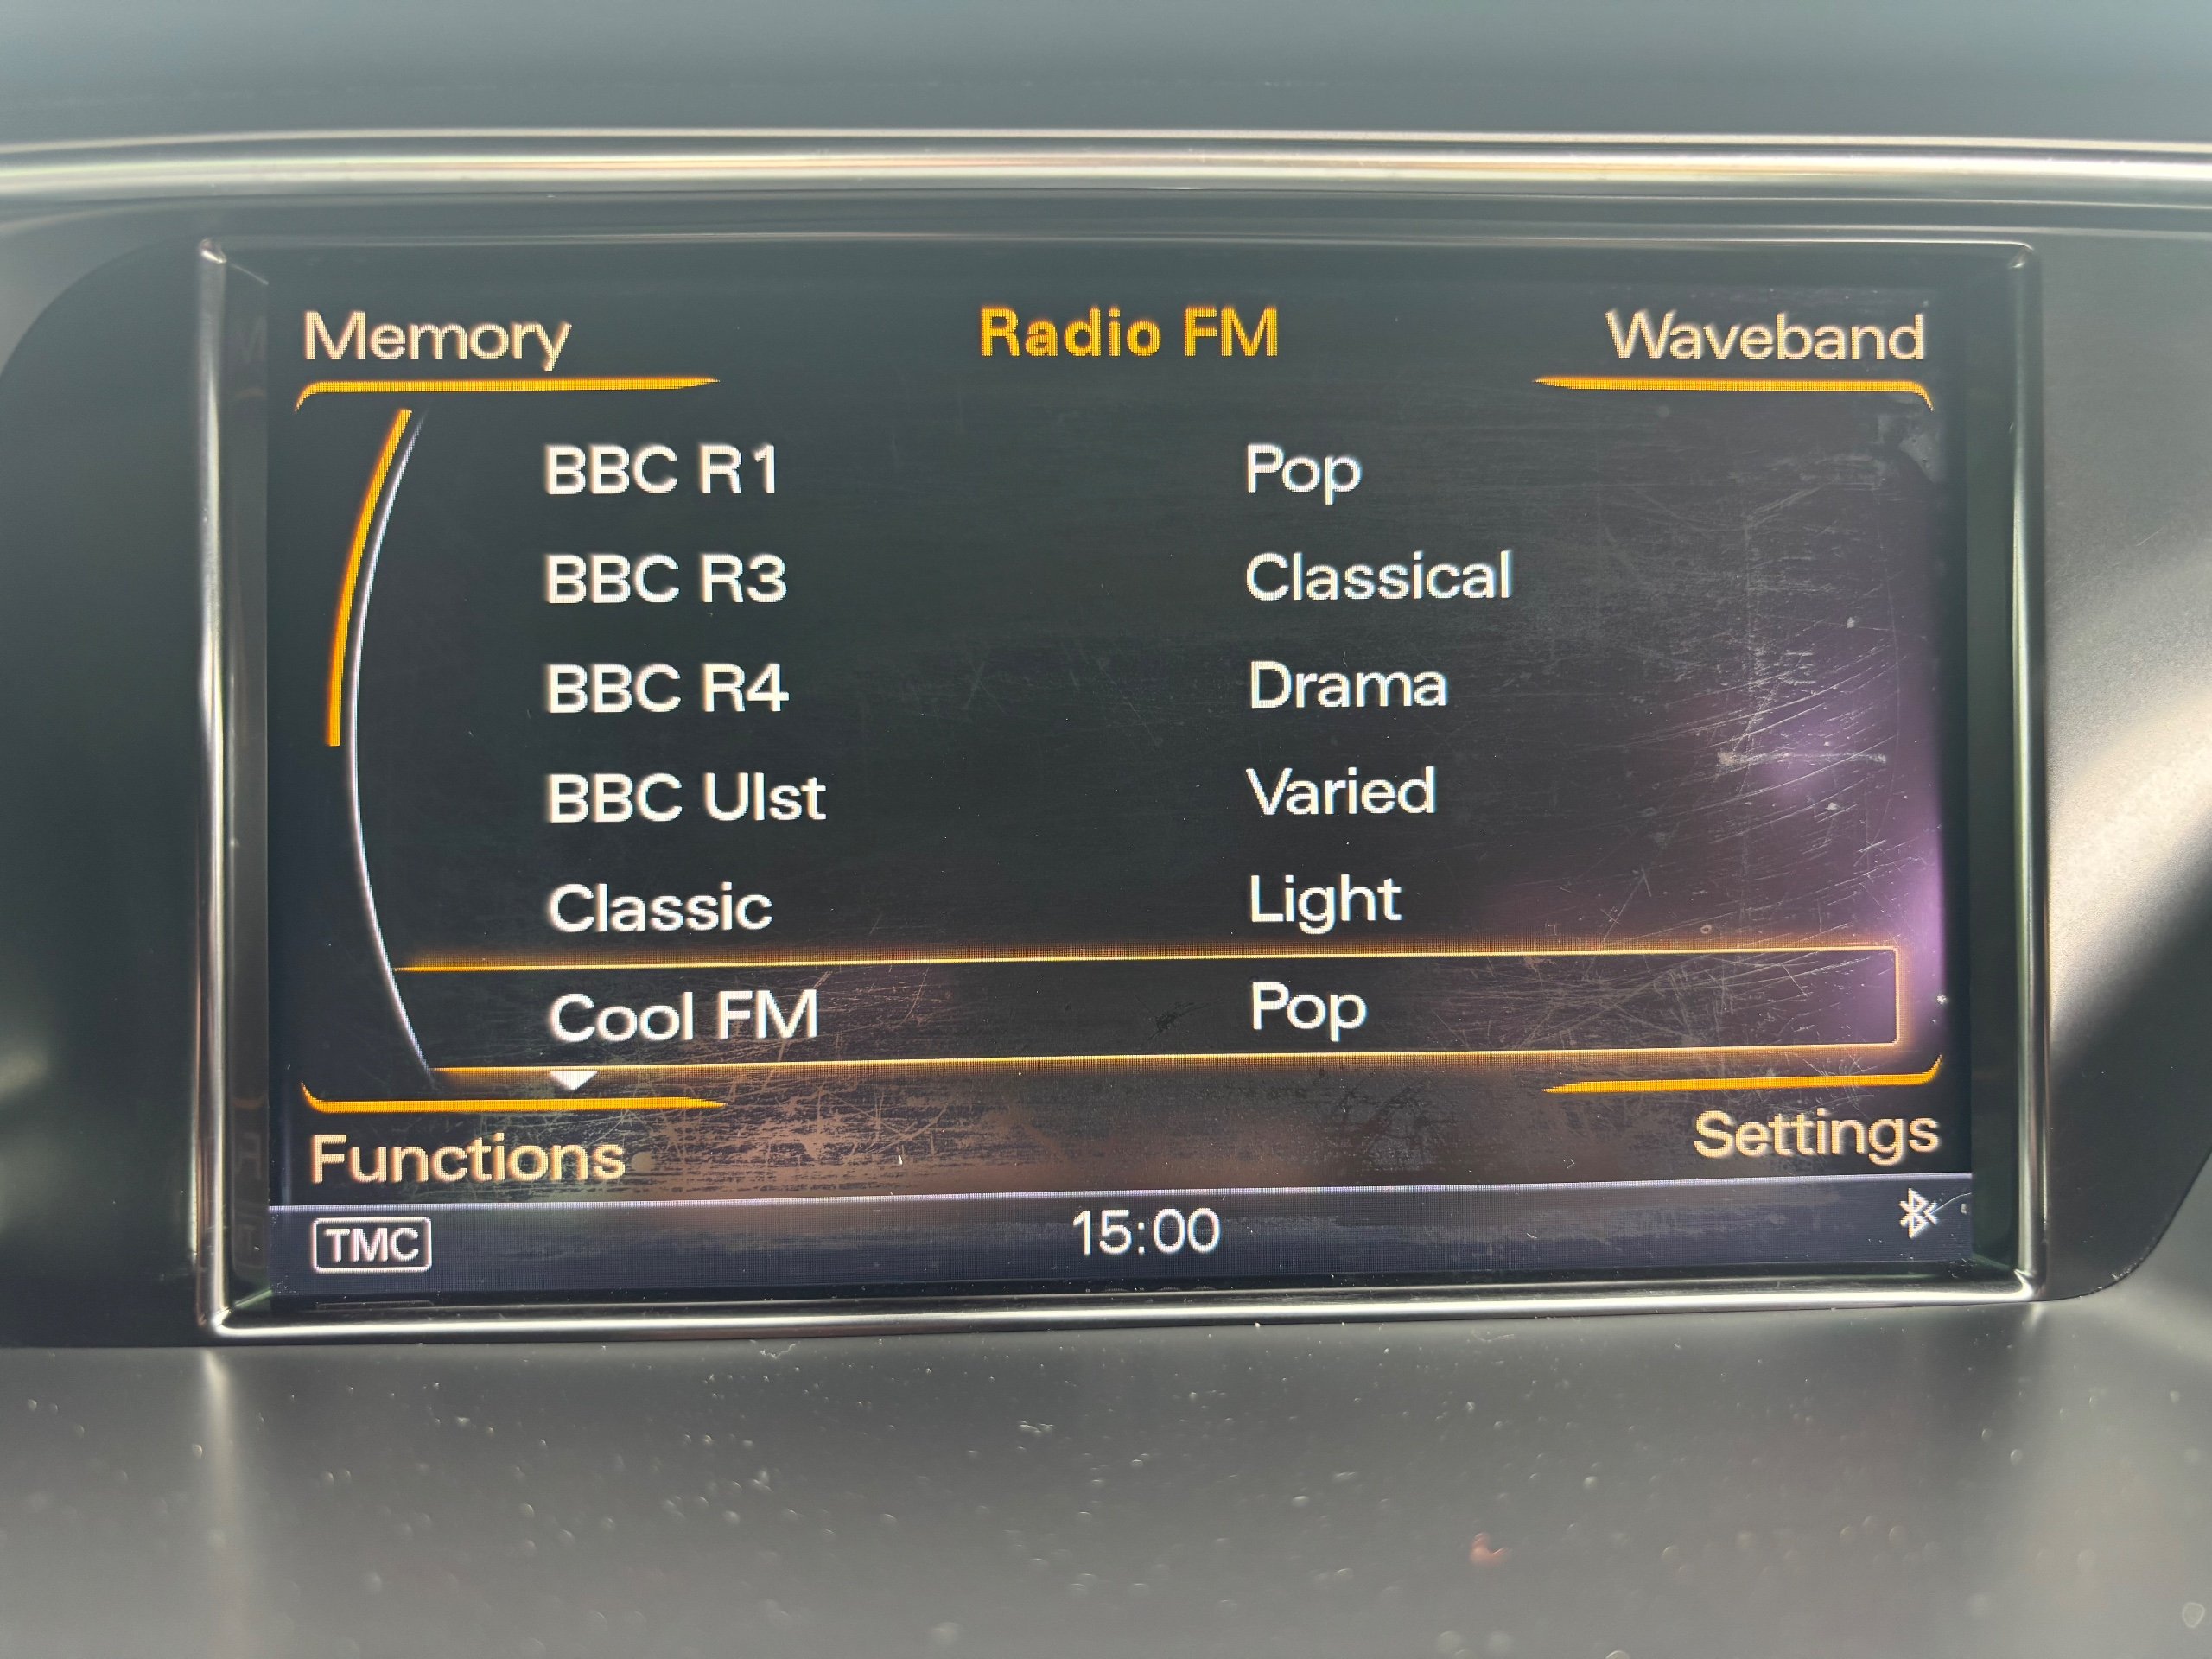 Memory Radio FM Waveband
BBC R1 Pop
BBC R3 Classical
BBC R4 Drama
BBC Ulst Varied
Classic Light
Cool FM Pop
Functions Settings
TMC 15:00